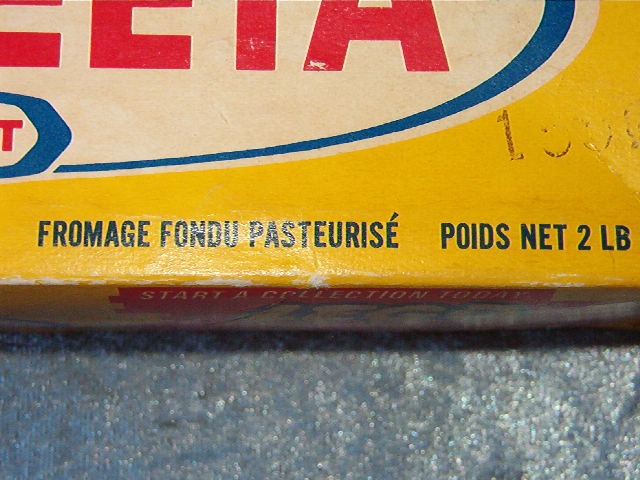 EETA
T
FROMAGE FONDU PASTEURISÉ POIDS NET 2 LB
START A COLLECTION TODAY